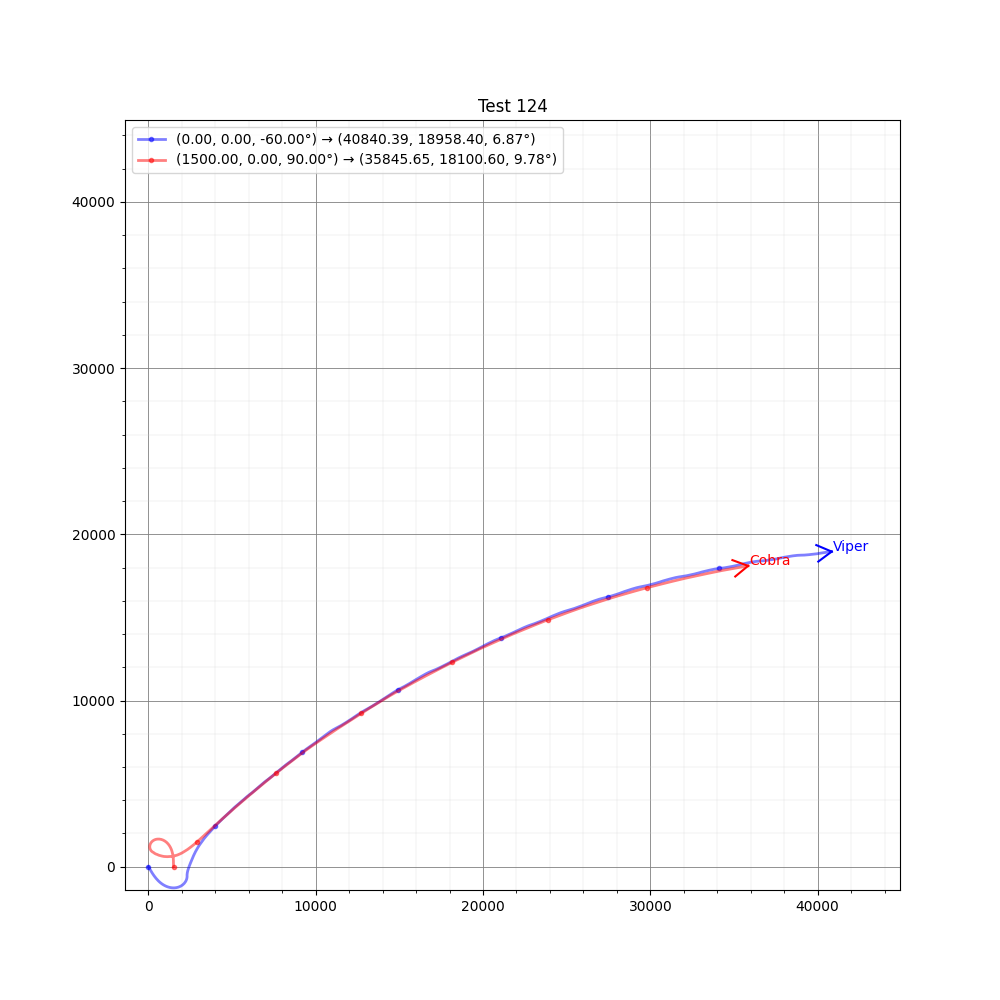 Test 124
(0.00, 0.00, -60.00°) → (40840.39, 18958.40, 6.87°)
(1500.00, 0.00, 90.00°) → (35845.65, 18100.60, 9.78°)
40000
30000
20000
10000
0
Viper
Cobra
0 10000 20000 30000 40000